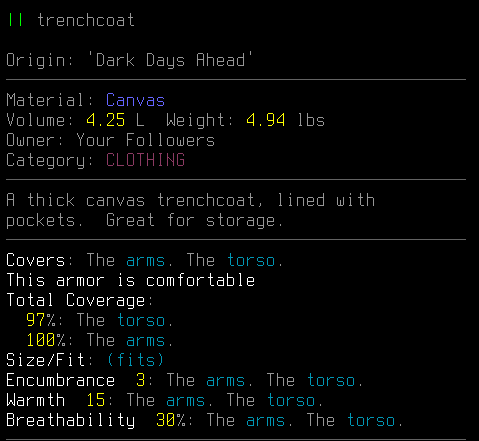 || trenchcoat
Origin: 'Dark Days Ahead'
Material: Canvas
Volume: 4.25 L  Weight: 4.94 lbs
Owner: Your Followers
Category: CLOTHING
A thick canvas trenchcoat, lined with
pockets.  Great for storage.
Covers: The arms. The torso.
This armor is comfortable
Total Coverage:
97%: The torso.
100%: The arms.
Size/Fit: (fits)
Encumbrance  3: The arms. The torso.
Warmth  15: The arms. The torso.
Breathability  30%: The arms. The torso.